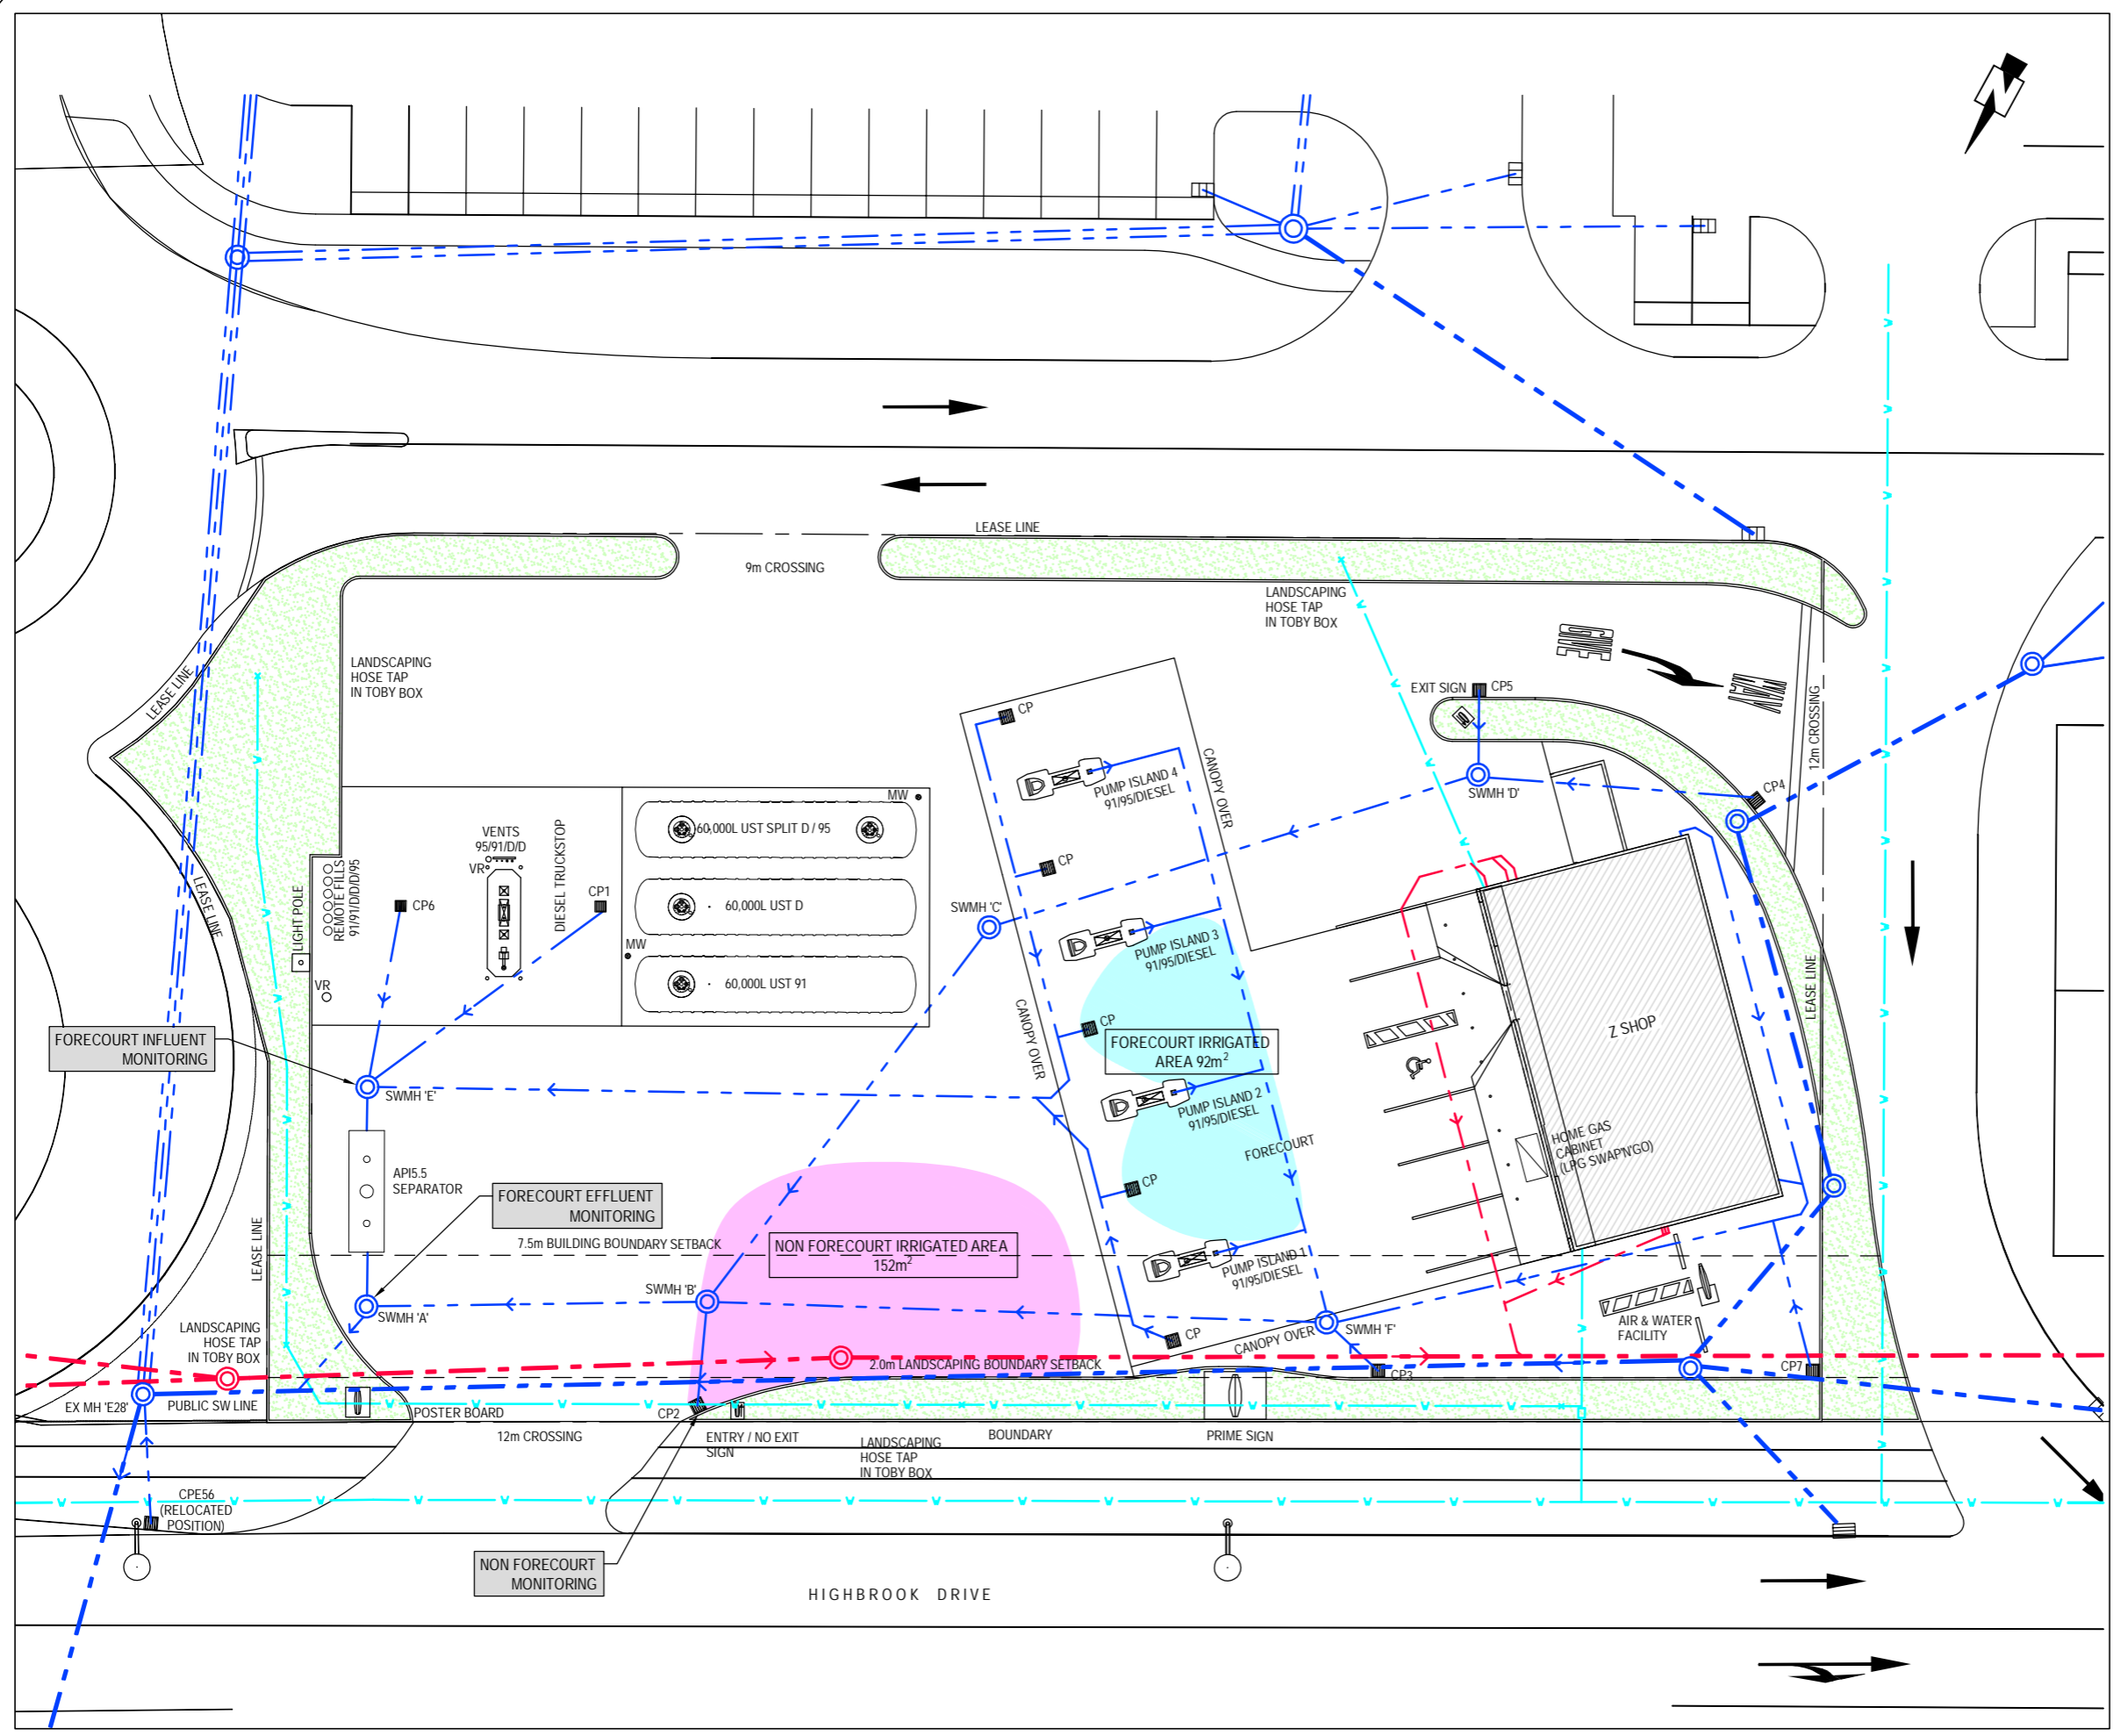 N
LEASE LINE
9m CROSSING
LANDSCAPING
HOSE TAP
IN TOBY BOX
LANDSCAPING
HOSE TAP
IN TOBY BOX
LEASE LINE
EXIT SIGN
CP5
12m CROSSING
CP
CANOPY OVER
PUMP ISLAND 4
91/95/DIESEL
SWMH 'D'
CP4
MW
60,000L UST SPLIT D / 95
VENTS
95/91/D/D
VR
DIESEL TRUCKSTOP
REMOTE FILLS
91/91/D/D/D/95
CP6
CP1
CP
60,000L UST D
SWMH 'C'
LEASE LINE
LIGHT POLE
MW
PUMP ISLAND 3
91/95/DIESEL
60,000L UST 91
VR
LEASE LINE
CANOPY OVER
CP
Z SHOP
FORECOURT INFLUENT
MONITORING
FORECOURT IRRIGATED
AREA 92m²
SWMH 'E'
PUMP ISLAND 2
91/95/DIESEL
FORECOURT
HOME GAS
CABINET
(LPG SWAP'N'GO)
API5.5
SEPARATOR
CP
FORECOURT EFFLUENT
MONITORING
LEASE LINE
7.5m BUILDING BOUNDARY SETBACK
NON FORECOURT IRRIGATED AREA
152m²
PUMP ISLAND 1
91/95/DIESEL
SWMH 'B'
SWMH 'A'
SWMH 'F'
AIR & WATER
FACILITY
CP
CANOPY OVER
LANDSCAPING
HOSE TAP
IN TOBY BOX
2.0m LANDSCAPING BOUNDARY SETBACK
CP3
CP7
EX MH 'E28'
PUBLIC SW LINE
POSTER BOARD
CP2
12m CROSSING
ENTRY / NO EXIT
SIGN
LANDSCAPING
HOSE TAP
IN TOBY BOX
BOUNDARY
PRIME SIGN
CPE56
(RELOCATED
POSITION)
NON FORECOURT
MONITORING
HIGHBROOK DRIVE